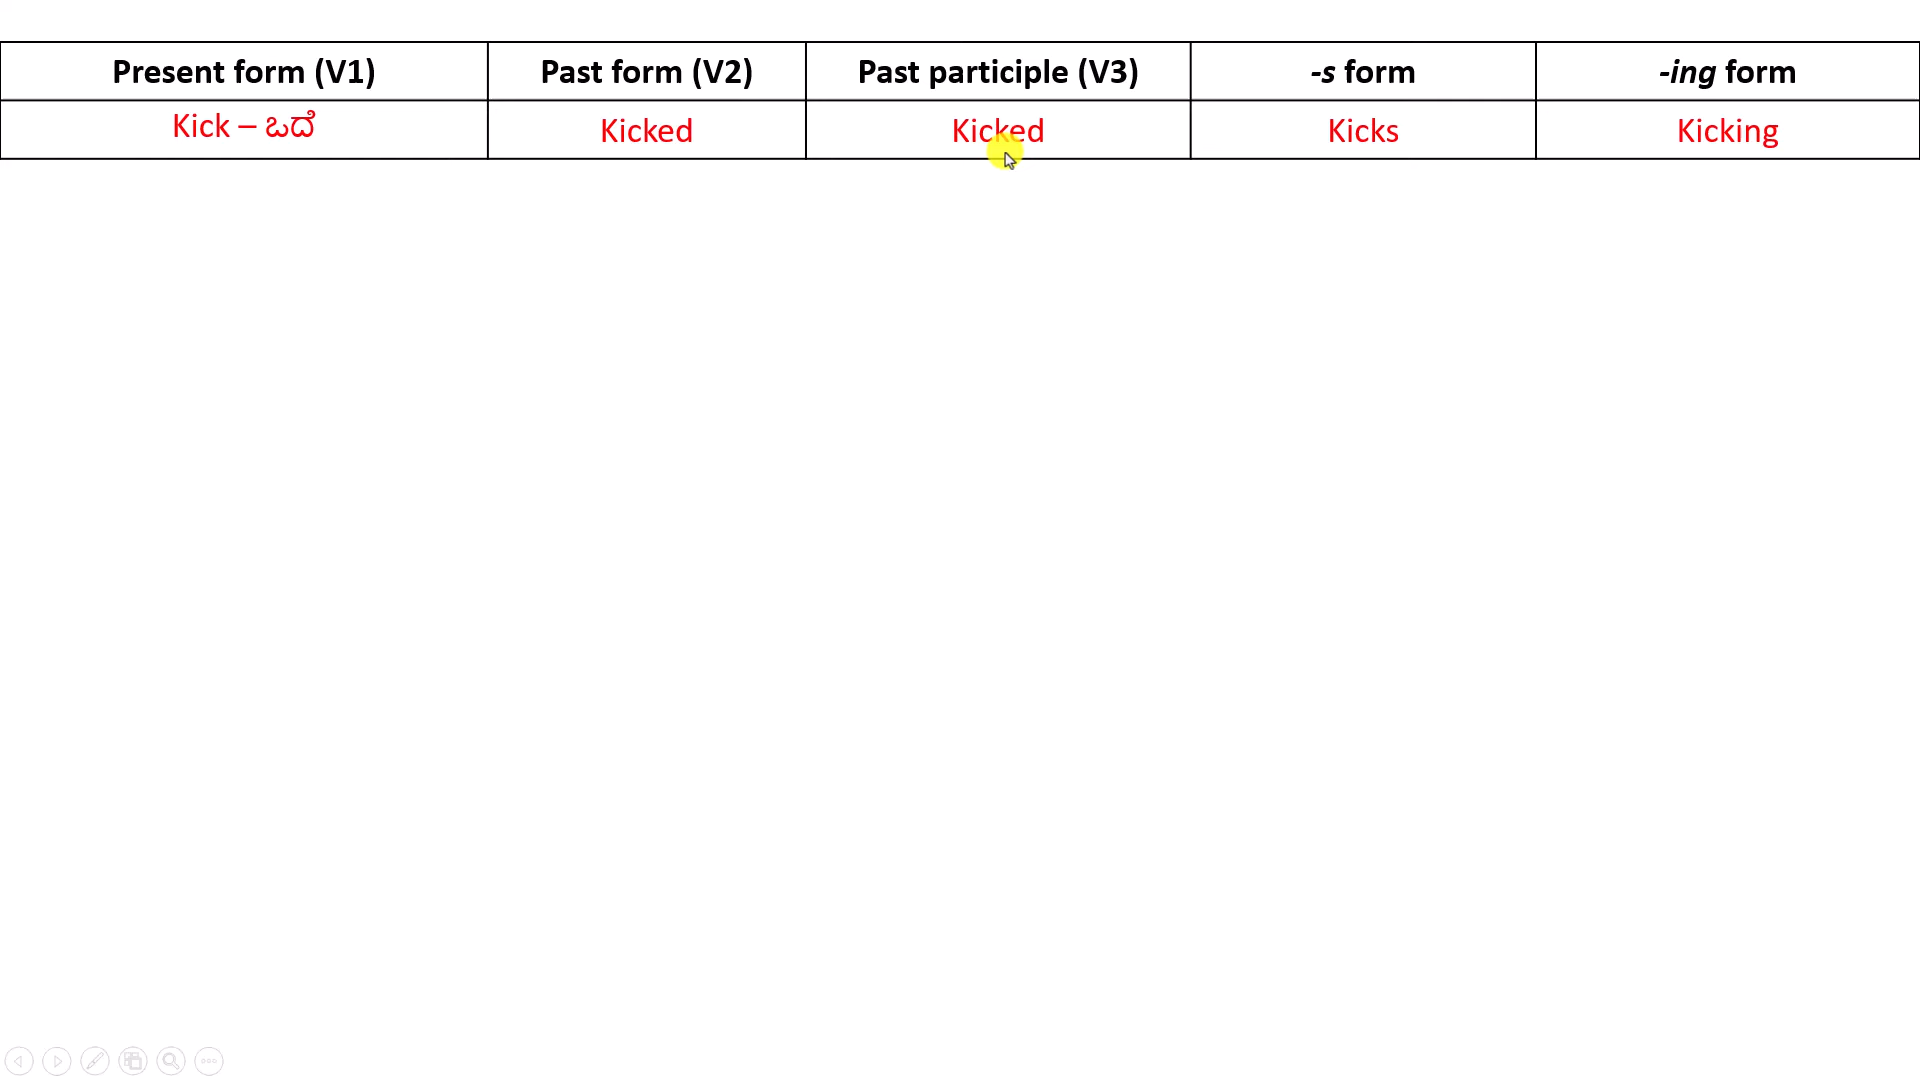 Present form (V1) Past form (V2) Past participle (V3) -s form -ing form
Kick – ಒದೆ Kicked Kicked Kicks Kicking